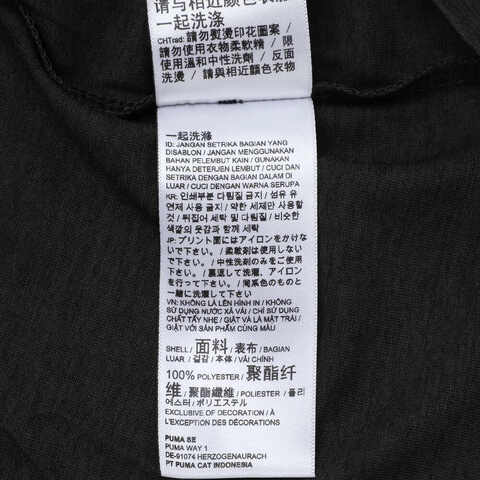 请与相近颜色衣服
一起洗涤
CHTrad: 請勿熨燙印花圖案 /
請勿使用衣物柔軟精 / 限
使用溫和中性洗劑 / 反面
洗燙 / 請與相近顏色衣物
一起洗滌
ID: JANGAN SETRIKA BAGIAN YANG
DISABLON / JANGAN MENGGUNAKAN
BAHAN PELEMBUT KAIN / GUNAKAN
HANYA DETERJEN LEMBUT / CUCI DAN
SETRIKA DENGAN BAGIAN DALAM DI
LUAR / CUCI DENGAN WARNA SERUPA
KR: 인쇄부분 다림질 금지 / 섬유 유
연제 사용 금지 / 약한 세제만 사용할
것 / 뒤집어 세탁 및 다림질 / 비슷한
색깔의 옷감과 함께 세탁
JP: プリント面にはアイロンをかけな
いで下さい。/ 柔軟剤は使用しない
で下さい。/ 中性洗剤のみをご使用
下さい。/ 裏返して洗濯、アイロン
を行って下さい。/ 同系色のものと
一緒に洗濯して下さい。
VN: KHÔNG LÀ LÊN HÌNH IN / KHÔNG
SỬ DỤNG NƯỚC XẢ VẢI / CHỈ SỬ DỤNG
CHẤT TẨY NHẸ / GIẶT VÀ LÀ MẶT TRÁI /
GIẶT VỚI SẢN PHẨM CÙNG MÀU
SHELL / 面料 / 表布 / BAGIAN
LUAR / 겉감 / 本体 / VẢI CHÍNH
100% POLYESTER / 聚酯纤
维 / 聚酯纖維 / POLIESTER / 폴리
에스터 / ポリエステル
EXCLUSIVE OF DECORATION / À
L'EXCEPTION DES DÉCORATIONS
PUMA SE
PUMA WAY 1
DE-91074 HERZOGENAURACH
PT PUMA CAT INDONESIA